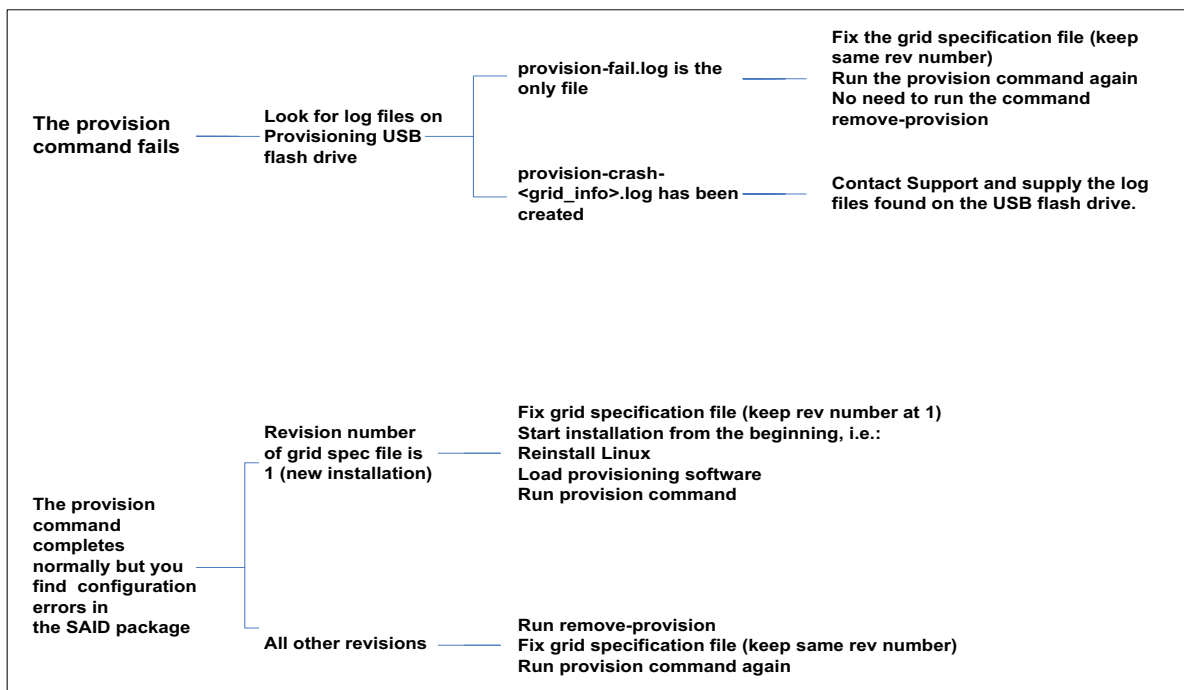 The provision
command fails
Look for log files on
Provisioning USB
flash drive
provision-fail.log is the
only file
Fix the grid specification file (keep
same rev number)
Run the provision command again
No need to run the command
remove-provision
provision-crash-
<grid_info>.log has been
created
Contact Support and supply the log
files found on the USB flash drive.
The provision
command
completes
normally but you
find configuration
errors in
the SAID package
Revision number
of grid spec file is
1 (new installation)
Fix grid specification file (keep rev number at 1)
Start installation from the beginning, i.e.:
Reinstall Linux
Load provisioning software
Run provision command
All other revisions
Run remove-provision
Fix grid specification file (keep same rev number)
Run provision command again